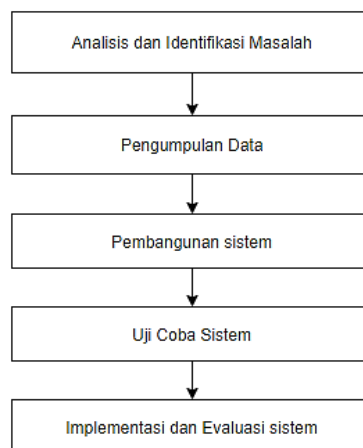 Analisis dan Identifikasi Masalah
Pengumpulan Data
Pembangunan sistem
Uji Coba Sistem
Implementasi dan Evaluasi sistem